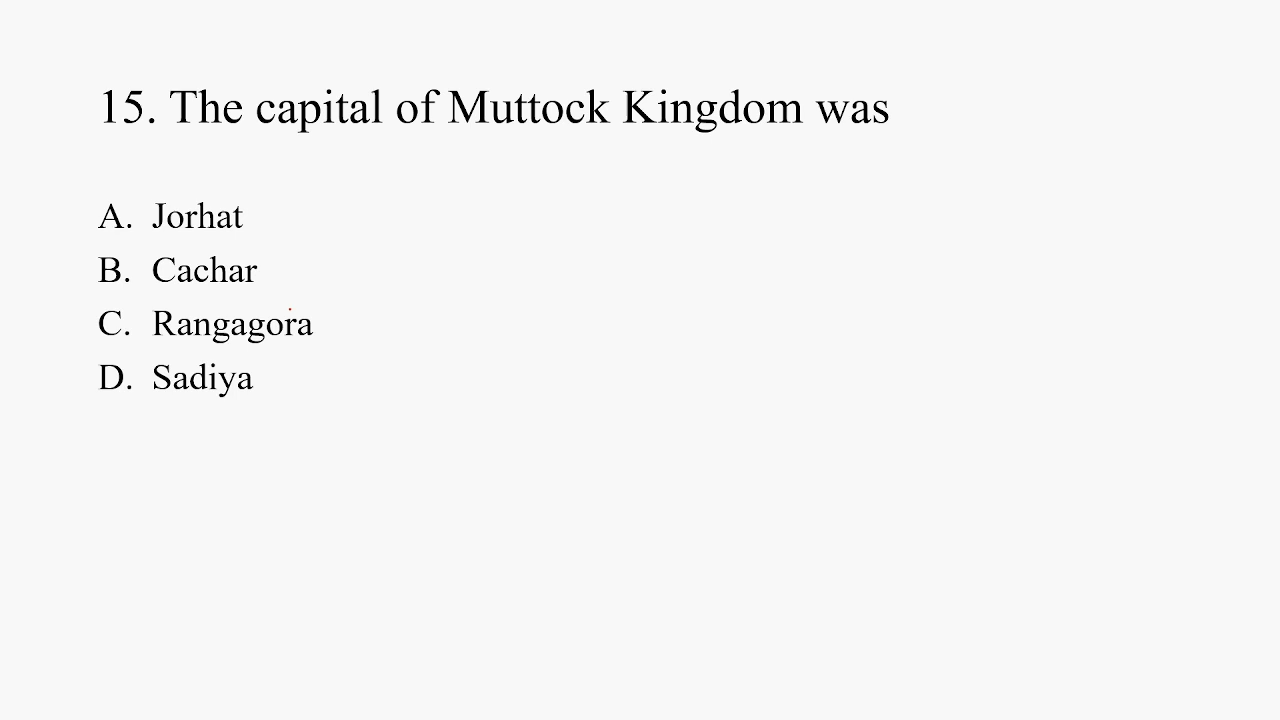 15. The capital of Muttock Kingdom was
A. Jorhat
B. Cachar
C. Rangagora
D. Sadiya